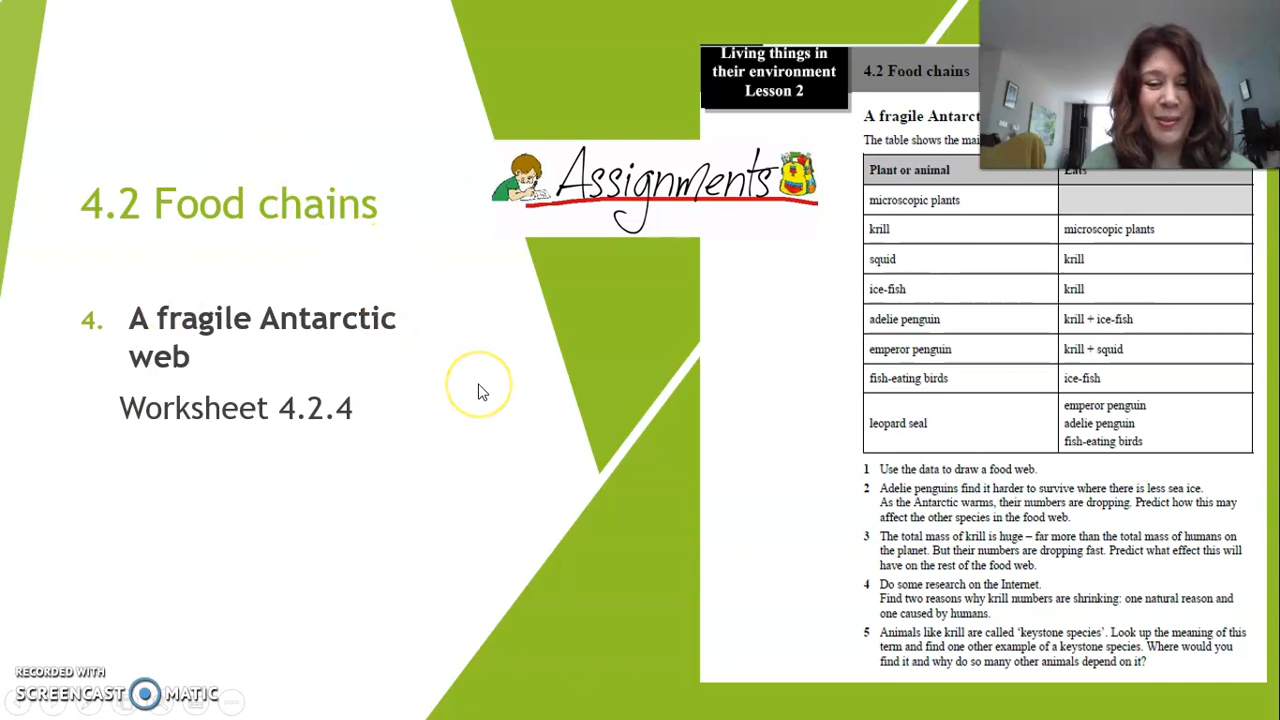 4.2 Food chains
4. A fragile Antarctic
web
Worksheet 4.2.4
Assignments
Living things in
their environment
Lesson 2
4.2 Food chains
A fragile Antarct
The table shows the mai
Plant or animal Eats
microscopic plants
krill microscopic plants
squid krill
ice-fish krill
adelie penguin krill + ice-fish
emperor penguin krill + squid
fish-eating birds ice-fish
leopard seal emperor penguin
adelie penguin
fish-eating birds
1 Use the data to draw a food web.
2 Adelie penguins find it harder to survive where there is less sea ice.
As the Antarctic warms, their numbers are dropping. Predict how this may
affect the other species in the food web.
3 The total mass of krill is huge – far more than the total mass of humans on
the planet. But their numbers are dropping fast. Predict what effect this will
have on the rest of the food web.
4 Do some research on the Internet.
Find two reasons why krill numbers are shrinking: one natural reason and
one caused by humans.
5 Animals like krill are called ‘keystone species’. Look up the meaning of this
term and find one other example of a keystone species. Where would you
find it and why do so many other animals depend on it?
RECORDED WITH
SCREENCAST MATIC